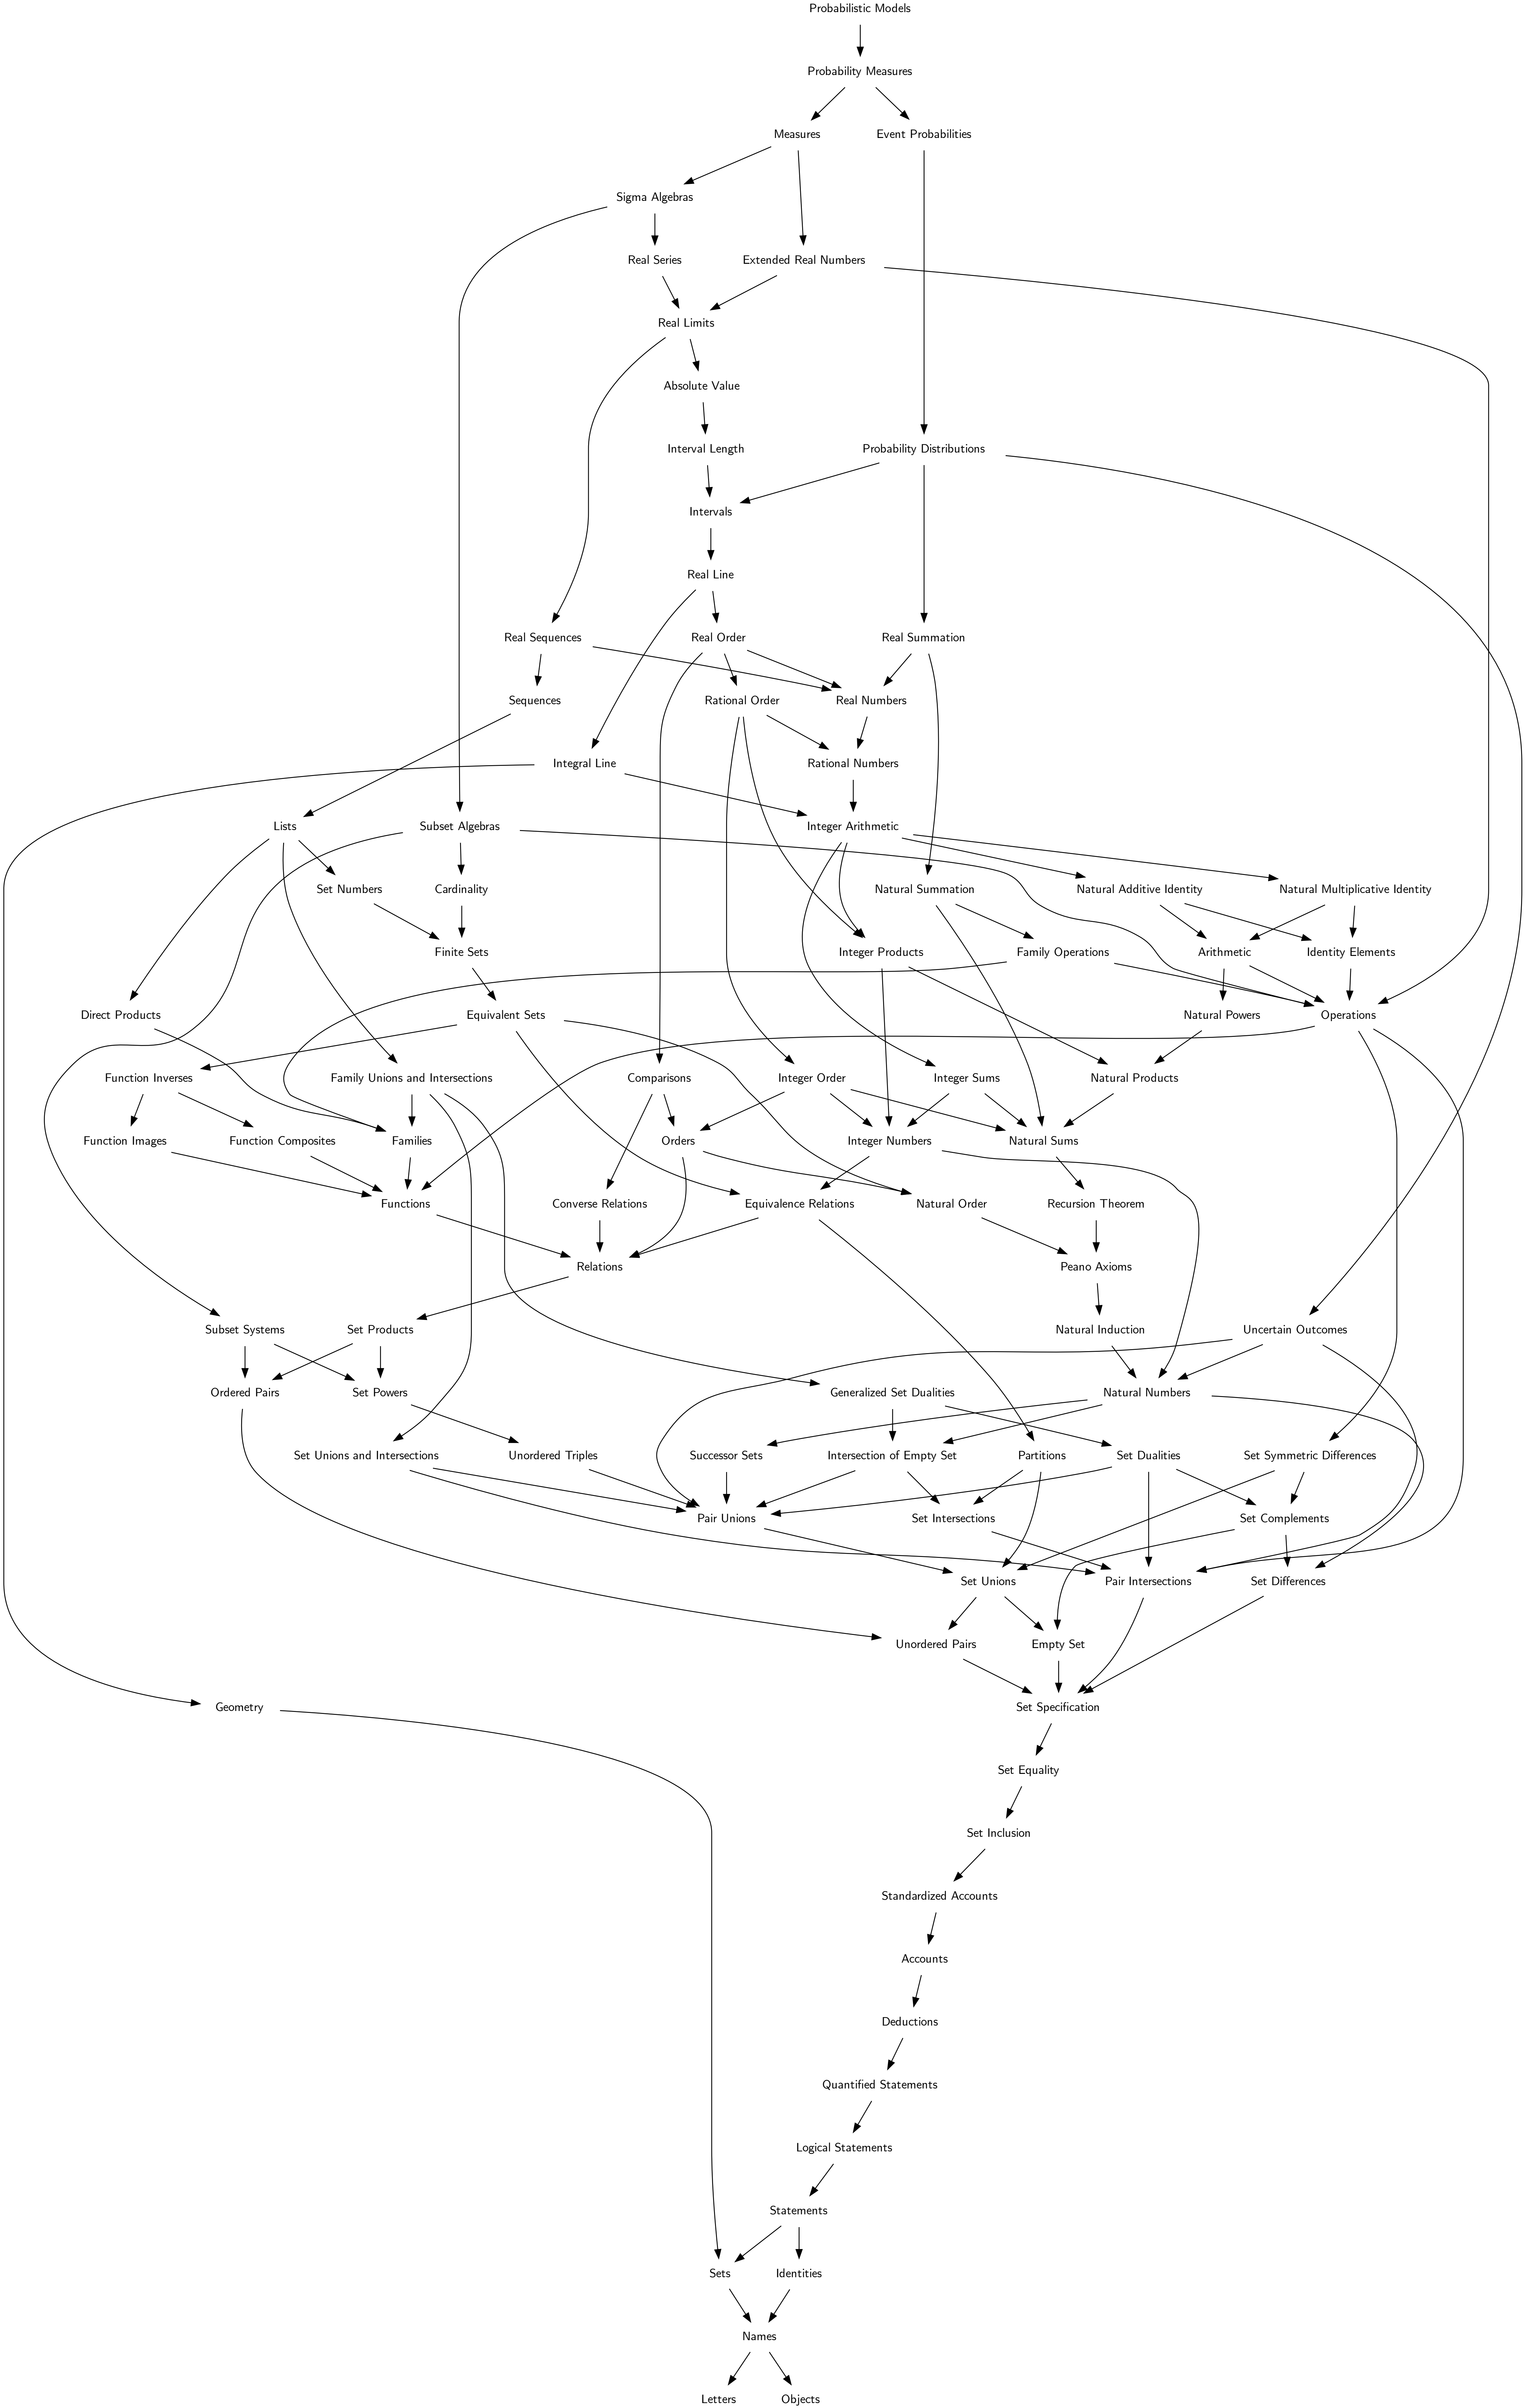 Probabilistic Models
Probability Measures
Measures
Event Probabilities
Sigma Algebras
Real Series
Extended Real Numbers
Real Limits
Absolute Value
Interval Length
Probability Distributions
Intervals
Real Line
Real Sequences
Real Order
Real Summation
Sequences
Rational Order
Real Numbers
Integral Line
Rational Numbers
Lists
Subset Algebras
Integer Arithmetic
Set Numbers
Cardinality
Natural Summation
Natural Additive Identity
Natural Multiplicative Identity
Finite Sets
Integer Products
Family Operations
Arithmetic
Identity Elements
Direct Products
Equivalent Sets
Natural Powers
Operations
Function Inverses
Family Unions and Intersections
Comparisons
Integer Order
Integer Sums
Natural Products
Function Images
Function Composites
Families
Orders
Integer Numbers
Natural Sums
Functions
Converse Relations
Equivalence Relations
Natural Order
Recursion Theorem
Relations
Peano Axioms
Subset Systems
Set Products
Natural Induction
Uncertain Outcomes
Ordered Pairs
Set Powers
Generalized Set Dualities
Natural Numbers
Set Unions and Intersections
Unordered Triples
Successor Sets
Intersection of Empty Set
Partitions
Set Dualities
Set Symmetric Differences
Pair Unions
Set Intersections
Set Complements
Set Unions
Pair Intersections
Set Differences
Unordered Pairs
Empty Set
Geometry
Set Specification
Set Equality
Set Inclusion
Standardized Accounts
Accounts
Deductions
Quantified Statements
Logical Statements
Statements
Sets
Identities
Names
Letters
Objects